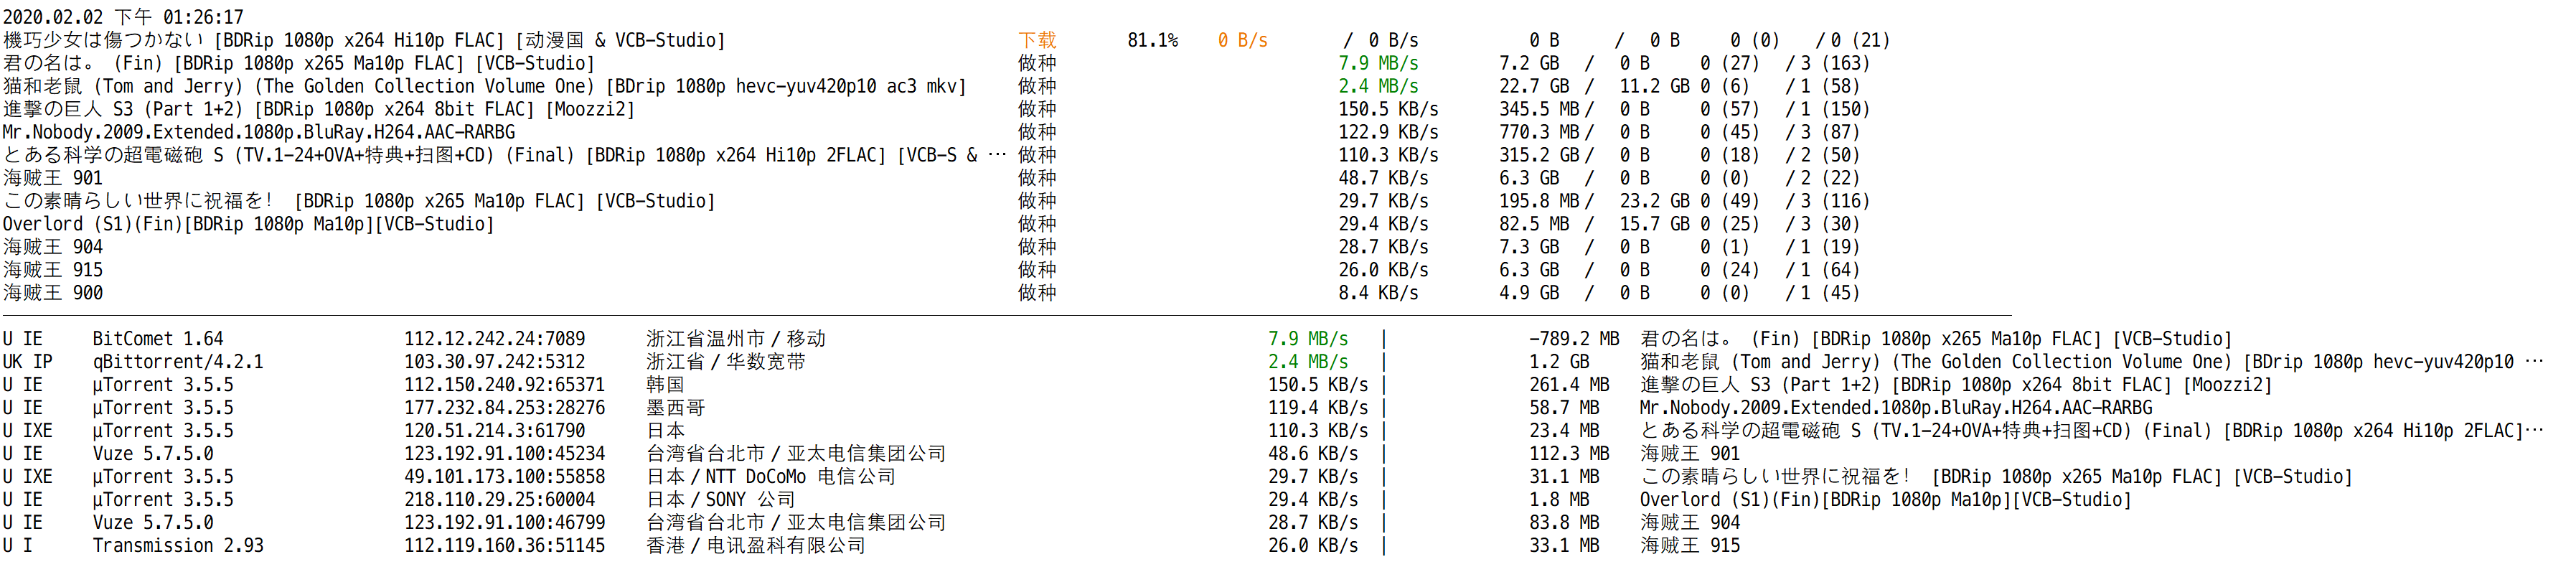 2020.02.02 下午 01:26:17
機巧少女は傷つかない [BDRip 1080p x264 Hi10p FLAC] [动漫国 & VCB-Studio] 下载 81.1% 0 B/s / 0 B/s 0 B / 0 B 0 (0) / 0 (21)
君の名は。 (Fin) [BDRip 1080p x265 Ma10p FLAC] [VCB-Studio] 做种 7.9 MB/s 7.2 GB / 0 B 0 (27) / 3 (163)
猫和老鼠 (Tom and Jerry) (The Golden Collection Volume One) [BDrip 1080p hevc-yuv420p10 ac3 mkv] 做种 2.4 MB/s 22.7 GB / 11.2 GB 0 (6) / 1 (58)
進撃の巨人 S3 (Part 1+2) [BDRip 1080p x264 8bit FLAC] [Moozzi2] 做种 150.5 KB/s 345.5 MB / 0 B 0 (57) / 1 (150)
Mr.Nobody.2009.Extended.1080p.BluRay.H264.AAC-RARBG 做种 122.9 KB/s 770.3 MB / 0 B 0 (45) / 3 (87)
とある科学の超電磁砲 S (TV.1-24+OVA+特典+扫图+CD) (Final) [BDRip 1080p x264 Hi10p 2FLAC] [VCB-S & … 做种 110.3 KB/s 315.2 GB / 0 B 0 (18) / 2 (50)
海贼王 901 做种 48.7 KB/s 6.3 GB / 0 B 0 (0) / 2 (22)
この素晴らしい世界に祝福を！ [BDRip 1080p x265 Ma10p FLAC] [VCB-Studio] 做种 29.7 KB/s 195.8 MB / 23.2 GB 0 (49) / 3 (116)
Overlord (S1)(Fin)[BDRip 1080p Ma10p][VCB-Studio] 做种 29.4 KB/s 82.5 MB / 15.7 GB 0 (25) / 3 (30)
海贼王 904 做种 28.7 KB/s 7.3 GB / 0 B 0 (1) / 1 (19)
海贼王 915 做种 26.0 KB/s 6.3 GB / 0 B 0 (24) / 1 (64)
海贼王 900 做种 8.4 KB/s 4.9 GB / 0 B 0 (0) / 1 (45)
U IE BitComet 1.64 112.12.242.24:7089 浙江省温州市 / 移动 7.9 MB/s | -789.2 MB 君の名は。 (Fin) [BDRip 1080p x265 Ma10p FLAC] [VCB-Studio]
UK IP qBittorrent/4.2.1 103.30.97.242:5312 浙江省 / 华数宽带 2.4 MB/s | 1.2 GB 猫和老鼠 (Tom and Jerry) (The Golden Collection Volume One) [BDrip 1080p hevc-yuv420p10 …
U IE µTorrent 3.5.5 112.150.240.92:65371 韩国 150.5 KB/s | 261.4 MB 進撃の巨人 S3 (Part 1+2) [BDRip 1080p x264 8bit FLAC] [Moozzi2]
U IE µTorrent 3.5.5 177.232.84.253:28276 墨西哥 119.4 KB/s | 58.7 MB Mr.Nobody.2009.Extended.1080p.BluRay.H264.AAC-RARBG
U IXE µTorrent 3.5.5 120.51.214.3:61790 日本 110.3 KB/s | 23.4 MB とある科学の超電磁砲 S (TV.1-24+OVA+特典+扫图+CD) (Final) [BDRip 1080p x264 Hi10p 2FLAC]…
U IE Vuze 5.7.5.0 123.192.91.100:45234 台湾省台北市 / 亚太电信集团公司 48.6 KB/s | 112.3 MB 海贼王 901
U IXE µTorrent 3.5.5 49.101.173.100:55858 日本 / NTT DoCoMo 电信公司 29.7 KB/s | 31.1 MB この素晴らしい世界に祝福を！ [BDRip 1080p x265 Ma10p FLAC] [VCB-Studio]
U IE µTorrent 3.5.5 218.110.29.25:60004 日本 / SONY 公司 29.4 KB/s | 1.8 MB Overlord (S1)(Fin)[BDRip 1080p Ma10p][VCB-Studio]
U IE Vuze 5.7.5.0 123.192.91.100:46799 台湾省台北市 / 亚太电信集团公司 28.7 KB/s | 83.8 MB 海贼王 904
U I Transmission 2.93 112.119.160.36:51145 香港 / 电讯盈科有限公司 26.0 KB/s | 33.1 MB 海贼王 915